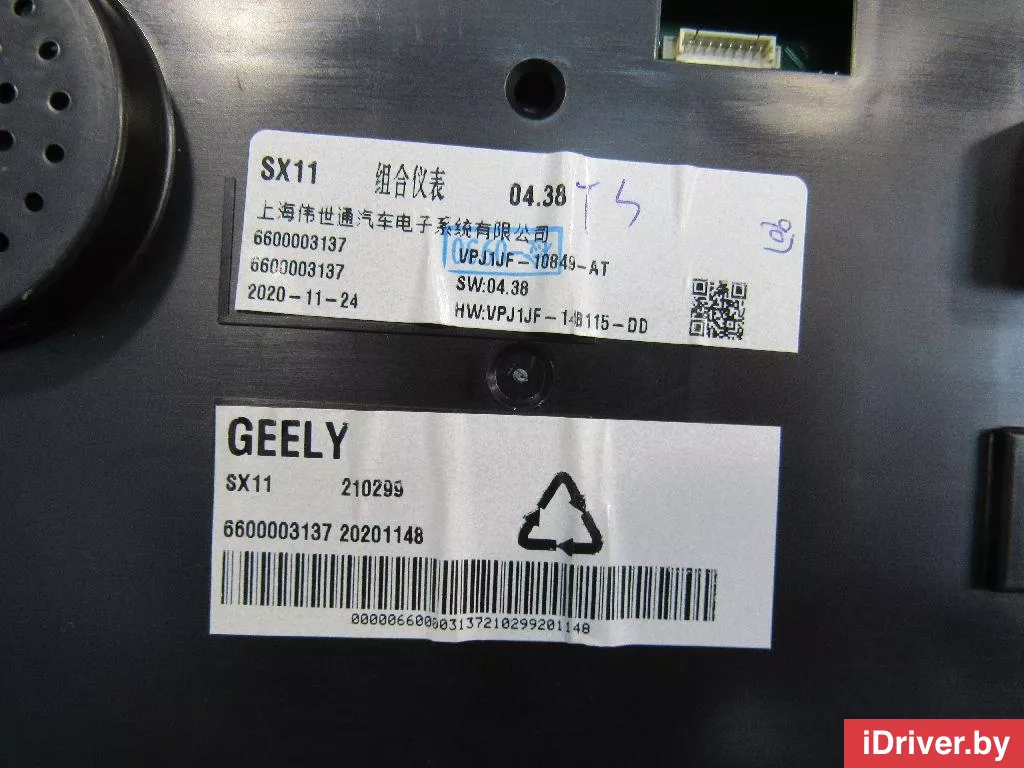 SX11 组合仪表 04.38 T S
上海伟世通汽车电子系统有限公司
6600003137 VPJ1JF-10849-AT
6600003137 SW:04.38
2020-11-24 HW:VPJ1JF-14B115-DD
GEELY
SX11 210299
6600003137 20201148
000006600003137210299201148
iDriver.by